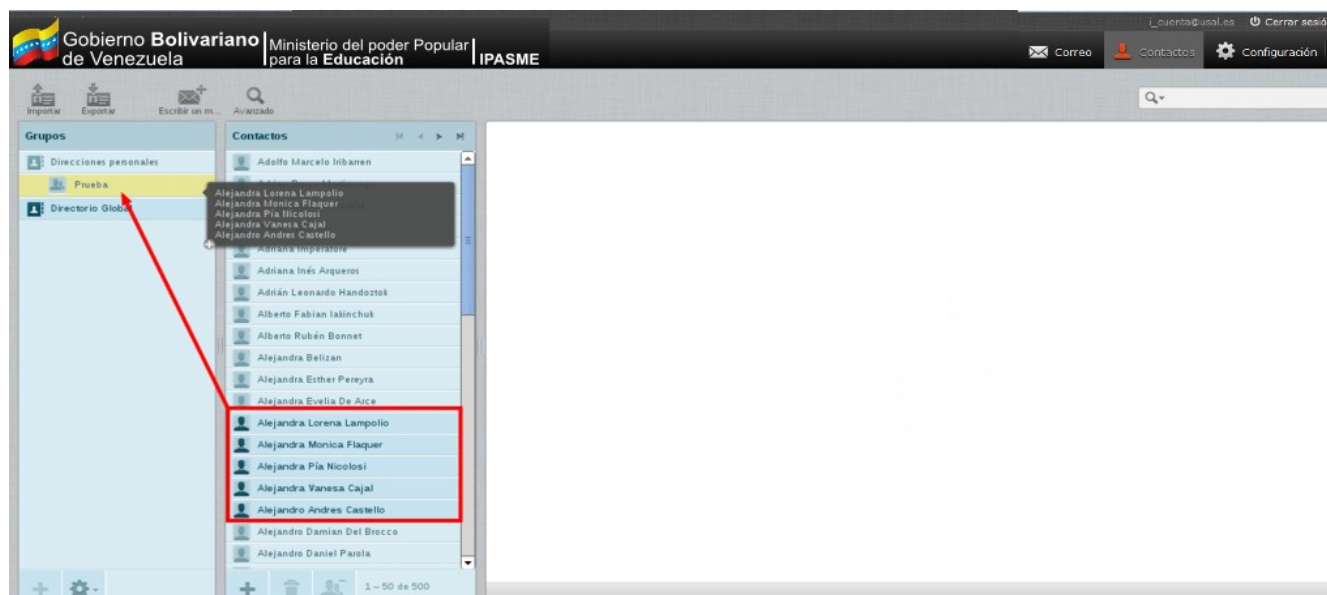 Gobierno Bolivariano
de Venezuela
Ministerio del poder Popular
para la Educación
IPASME
i_cuenta@usal.es Cerrar sesió
Correo Contactos Configuración
Importar Exportar Escribir un m... Avanzado
Grupos
Direcciones personales
Prueba
Directorio Global
Contactos
Adolfo Marcelo Iribarren
Alejandra Lorena Lampolio
Alejandra Monica Flaquer
Alejandra Pía Nicolosi
Alejandra Vanesa Cajal
Alejandro Andres Castello
Adriana Imperatore
Adriana Inés Arqueros
Adrián Leonardo Handoztok
Alberto Fabian Iakinchuk
Alberto Rubén Bonnet
Alejandra Belizan
Alejandra Esther Pereyra
Alejandra Evelia De Arce
Alejandra Lorena Lampolio
Alejandra Monica Flaquer
Alejandra Pía Nicolosi
Alejandra Vanesa Cajal
Alejandro Andres Castello
Alejandro Damian Del Brocco
Alejandro Daniel Parola
1 – 50 de 500